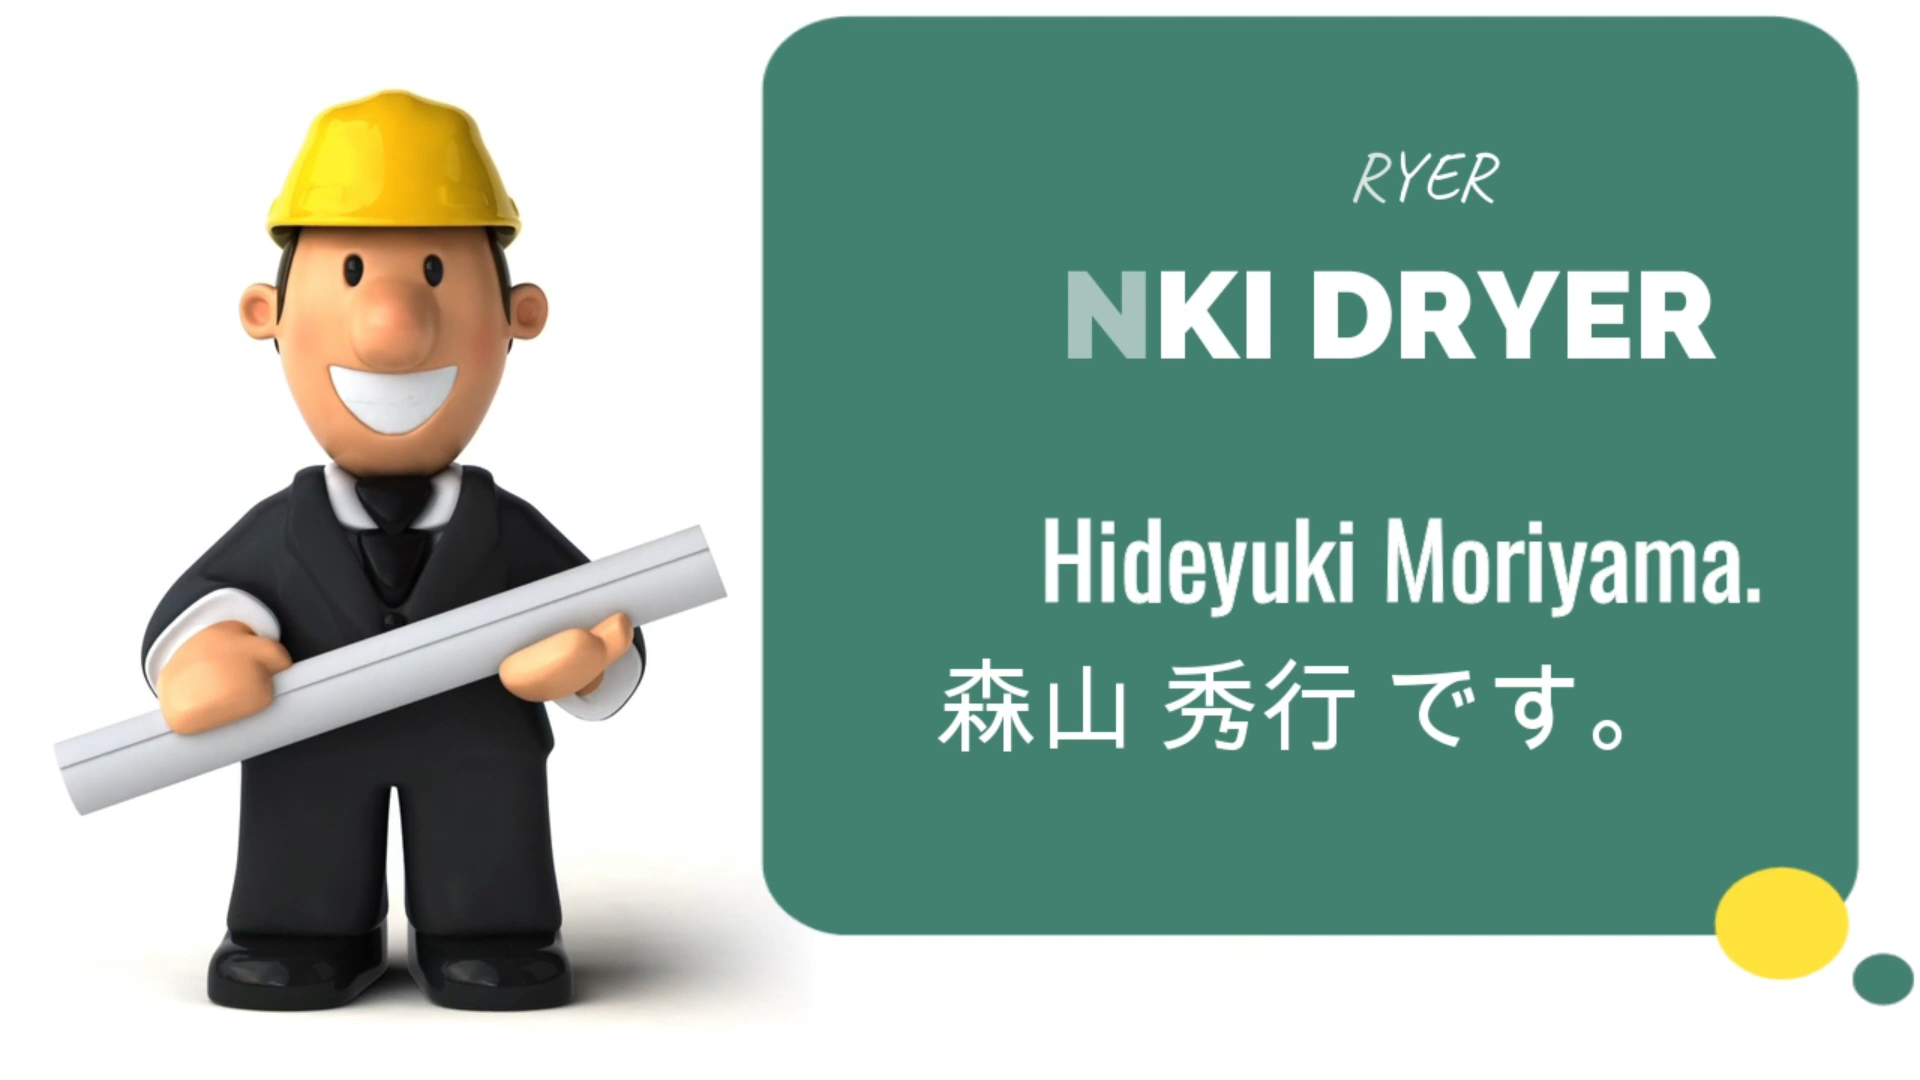 RYER
NKI DRYER
Hideyuki Moriyama.
森山 秀行 です。